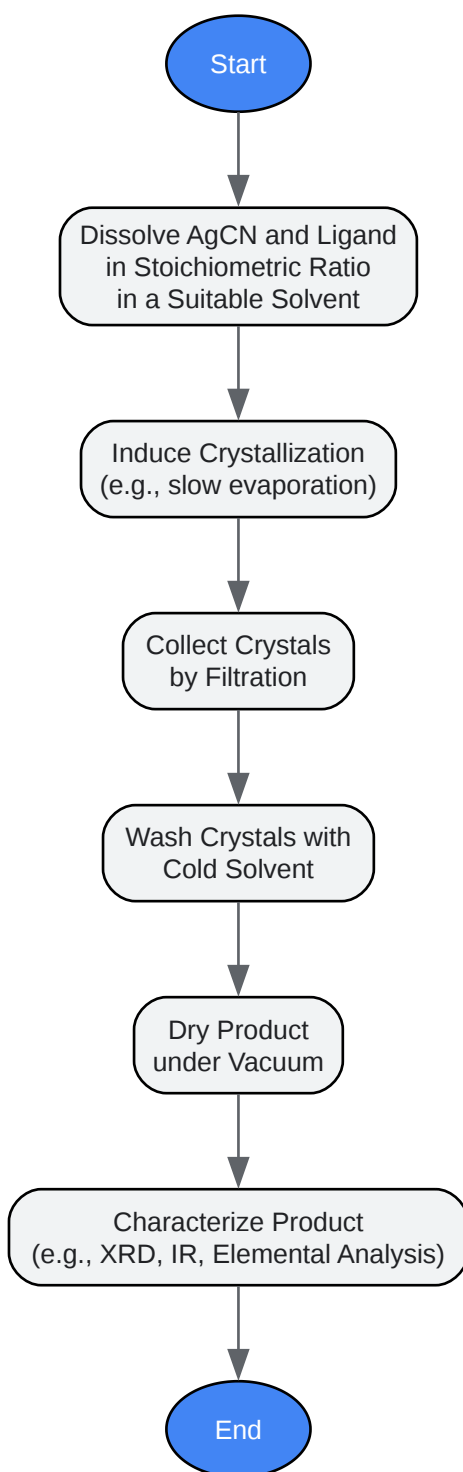 Start
Dissolve AgCN and Ligand
in Stoichiometric Ratio
in a Suitable Solvent
Induce Crystallization
(e.g., slow evaporation)
Collect Crystals
by Filtration
Wash Crystals with
Cold Solvent
Dry Product
under Vacuum
Characterize Product
(e.g., XRD, IR, Elemental Analysis)
End